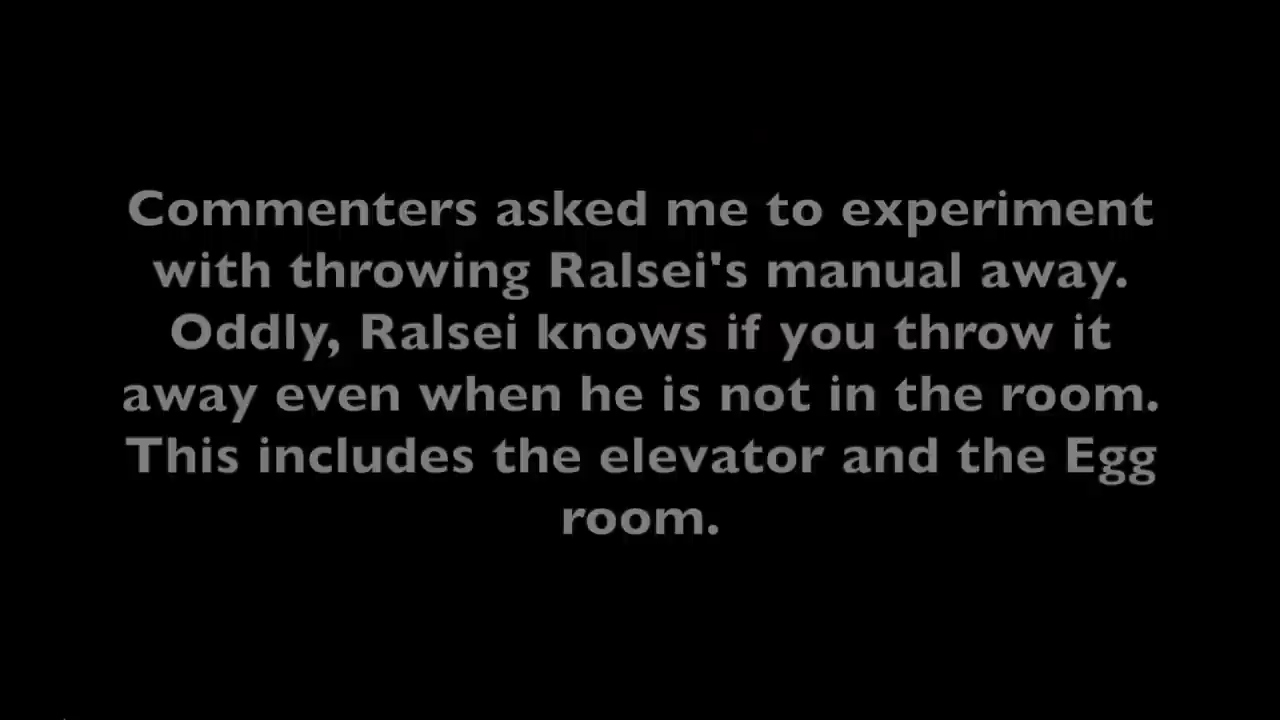 Commenters asked me to experiment
with throwing Ralsei's manual away.
Oddly, Ralsei knows if you throw it
away even when he is not in the room.
This includes the elevator and the Egg
room.